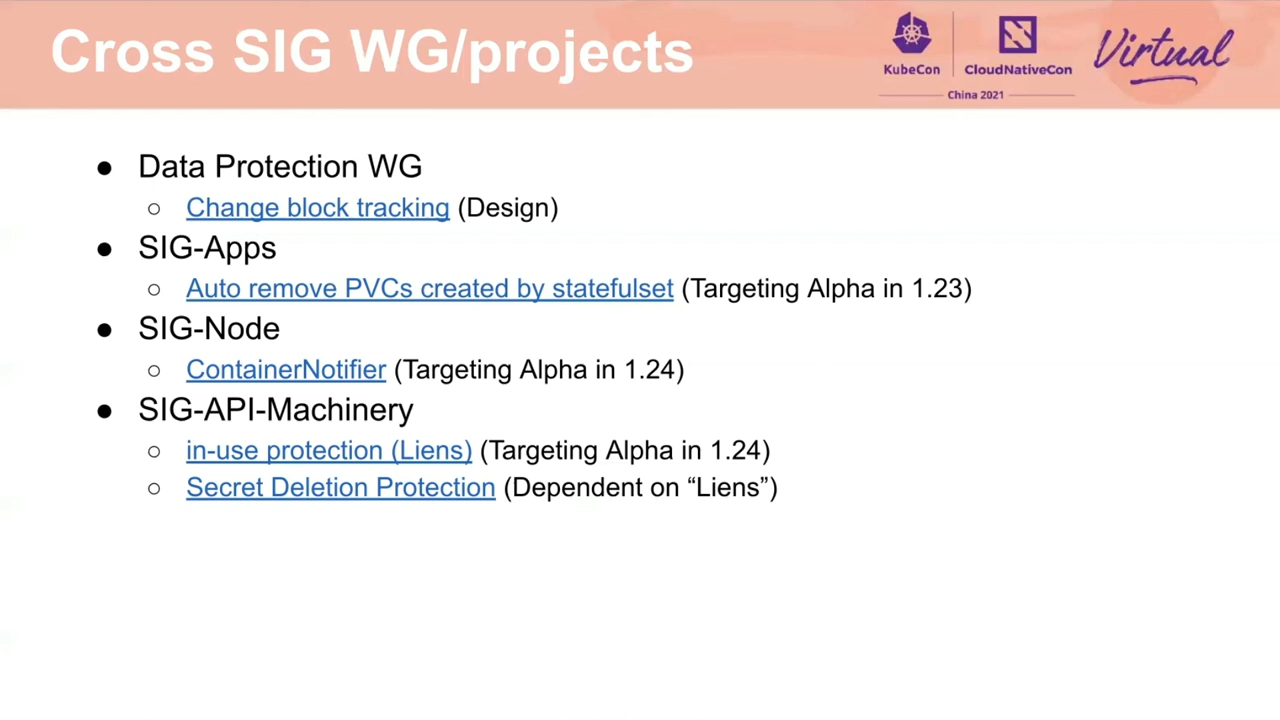 Cross SIG WG/projects
KubeCon
CloudNativeCon
China 2021
Virtual
● Data Protection WG
○ Change block tracking (Design)
● SIG-Apps
○ Auto remove PVCs created by statefulset (Targeting Alpha in 1.23)
● SIG-Node
○ ContainerNotifier (Targeting Alpha in 1.24)
● SIG-API-Machinery
○ in-use protection (Liens) (Targeting Alpha in 1.24)
○ Secret Deletion Protection (Dependent on “Liens”)